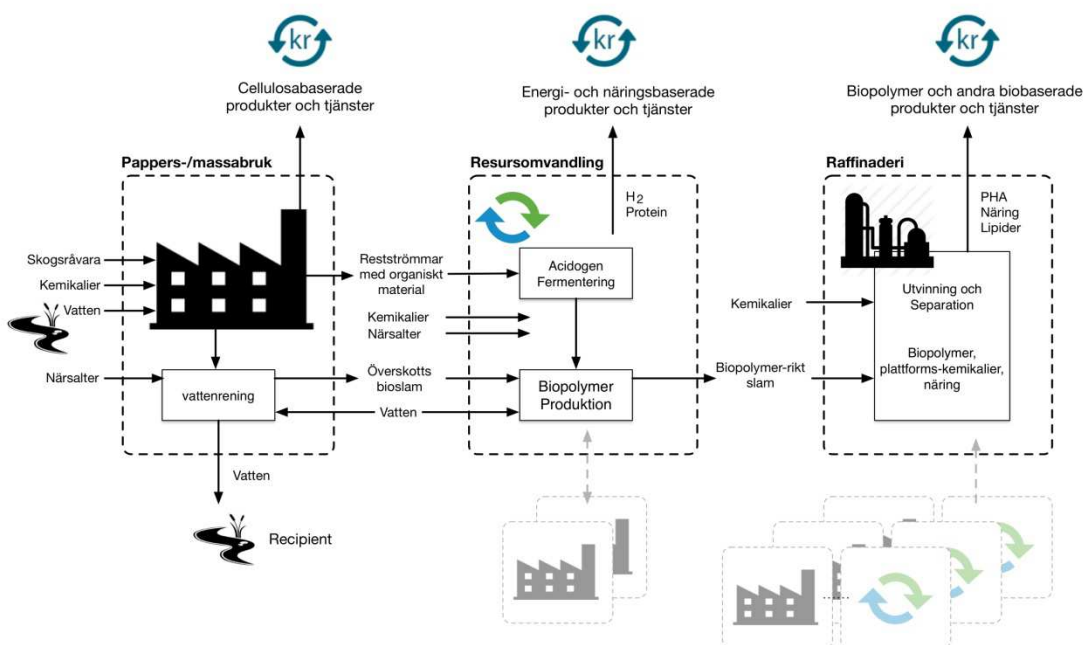 kr
kr
kr
Cellulosabaserade
produkter och tjänster
Energi- och näringsbaserade
produkter och tjänster
Biopolymer och andra biobaserade
produkter och tjänster
Pappers-/massabruk
Resursomvandling
Raffinaderi
H2
Protein
PHA
Näring
Lipider
Skogsråvara
Kemikalier
Vatten
Restströmmar
med organiskt
material
Acidogen
Fermentering
Utvinning och
Separation
Kemikalier
Närsalter
Kemikalier
Närsalter
vattenrening
Överskotts
bioslam
Vatten
Biopolymer
Produktion
Biopolymer-rikt
slam
Biopolymer,
plattforms-kemikalier,
näring
Vatten
Recipient